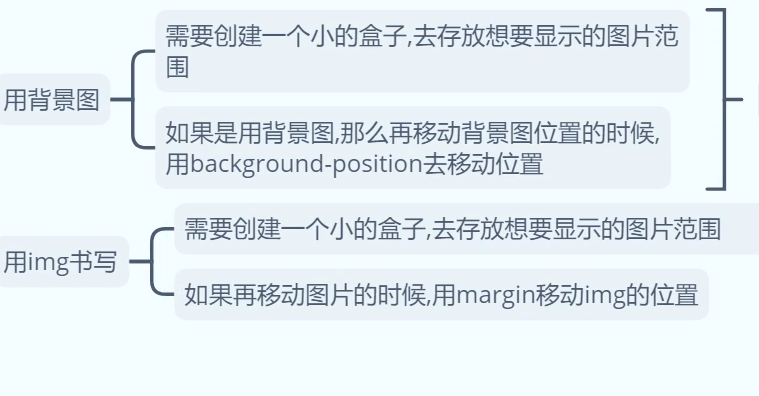 用背景图
需要创建一个小的盒子,去存放想要显示的图片范
围
如果是用背景图,那么再移动背景图位置的时候,
用background-position去移动位置
用img书写
需要创建一个小的盒子,去存放想要显示的图片范围
如果再移动图片的时候,用margin移动img的位置